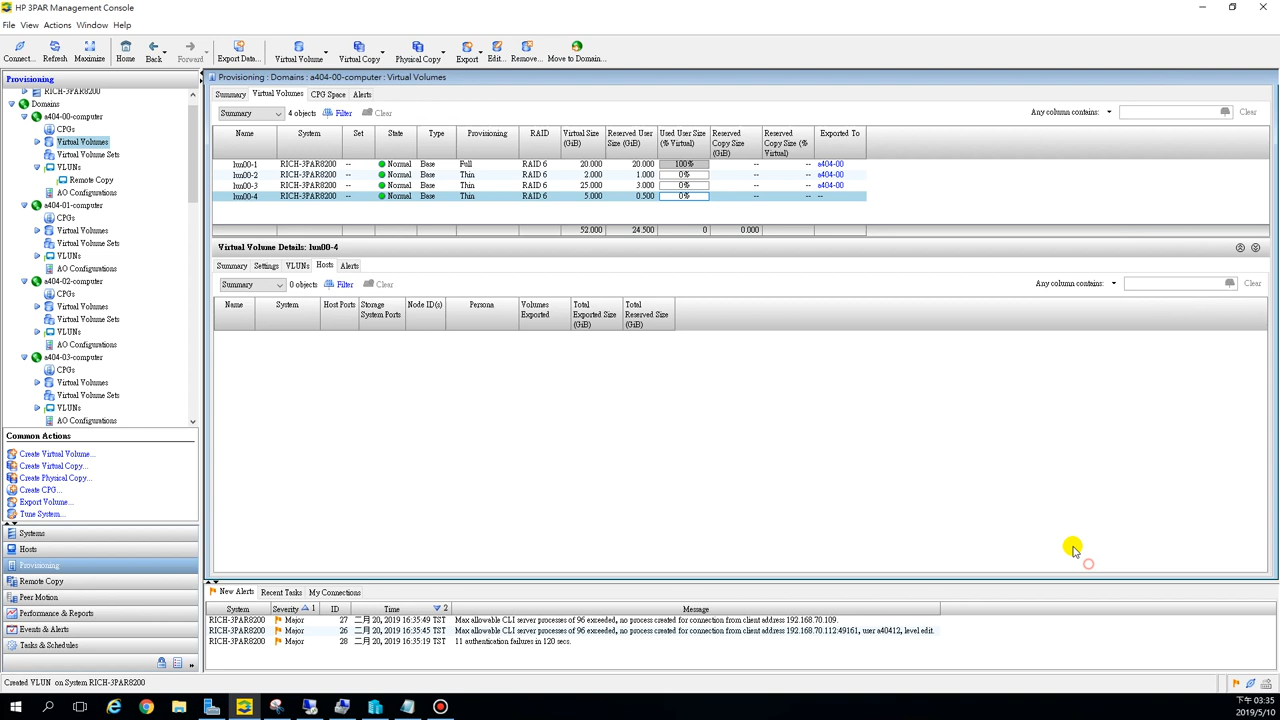 HP 3PAR Management Console
File View Actions Window Help
Connect... Refresh Maximize Home Back Forward Export Data... Virtual Volume Virtual Copy Physical Copy Export Edit... Remove... Move to Domain...
Provisioning
Provisioning : Domains : a404-00-computer : Virtual Volumes
RICH-3PAR8200
Domains
a404-00-computer
CPGs
Virtual Volumes
Virtual Volume Sets
VLUNs
Remote Copy
AO Configurations
a404-01-computer
CPGs
Virtual Volumes
Virtual Volume Sets
VLUNs
AO Configurations
a404-02-computer
CPGs
Virtual Volumes
Virtual Volume Sets
VLUNs
AO Configurations
a404-03-computer
CPGs
Virtual Volumes
Virtual Volume Sets
VLUNs
AO Configurations
Common Actions
Create Virtual Volume...
Create Virtual Copy...
Create Physical Copy...
Create CPG...
Export Volume...
Tune System...
Systems
Hosts
Provisioning
Remote Copy
Peer Motion
Performance & Reports
Events & Alerts
Tasks & Schedules
Summary Virtual Volumes CPG Space Alerts
Summary 4 objects Filter Clear Any column contains: Clear
Name System Set State Type Provisioning RAID Virtual Size (GiB) Reserved User Size (GiB) Used User Size (% Virtual) Reserved Copy Size (GiB) Reserved Copy Size (% Virtual) Exported To
lun00-1 RICH-3PAR8200 -- Normal Base Full RAID 6 20.000 20.000 100% -- -- a404-00
lun00-2 RICH-3PAR8200 -- Normal Base Thin RAID 6 2.000 1.000 0% -- -- a404-00
lun00-3 RICH-3PAR8200 -- Normal Base Thin RAID 6 25.000 3.000 0% -- -- a404-00
lun00-4 RICH-3PAR8200 -- Normal Base Thin RAID 6 5.000 0.500 0% -- -- --
52.000 24.500 0 0.000
Virtual Volume Details: lun00-4
Summary Settings VLUNs Hosts Alerts
Summary 0 objects Filter Clear Any column contains: Clear
Name System Host Ports Storage System Ports Node ID(s) Persona Volumes Exported Total Exported Size (GiB) Total Reserved Size (GiB)
New Alerts Recent Tasks My Connections
System Severity 1 ID Time 2 Message
RICH-3PAR8200 Major 27 二月 20, 2019 16:35:49 TST Max allowable CLI server processes of 96 exceeded, no process created for connection from client address 192.168.70.109.
RICH-3PAR8200 Major 26 二月 20, 2019 16:35:45 TST Max allowable CLI server processes of 96 exceeded, no process created for connection from client address 192.168.70.112:49161, user a40412, level edit.
RICH-3PAR8200 Major 28 二月 20, 2019 16:35:19 TST 11 authentication failures in 120 secs.
Created VLUN on System RICH-3PAR8200
下午 03:35
2019/5/10